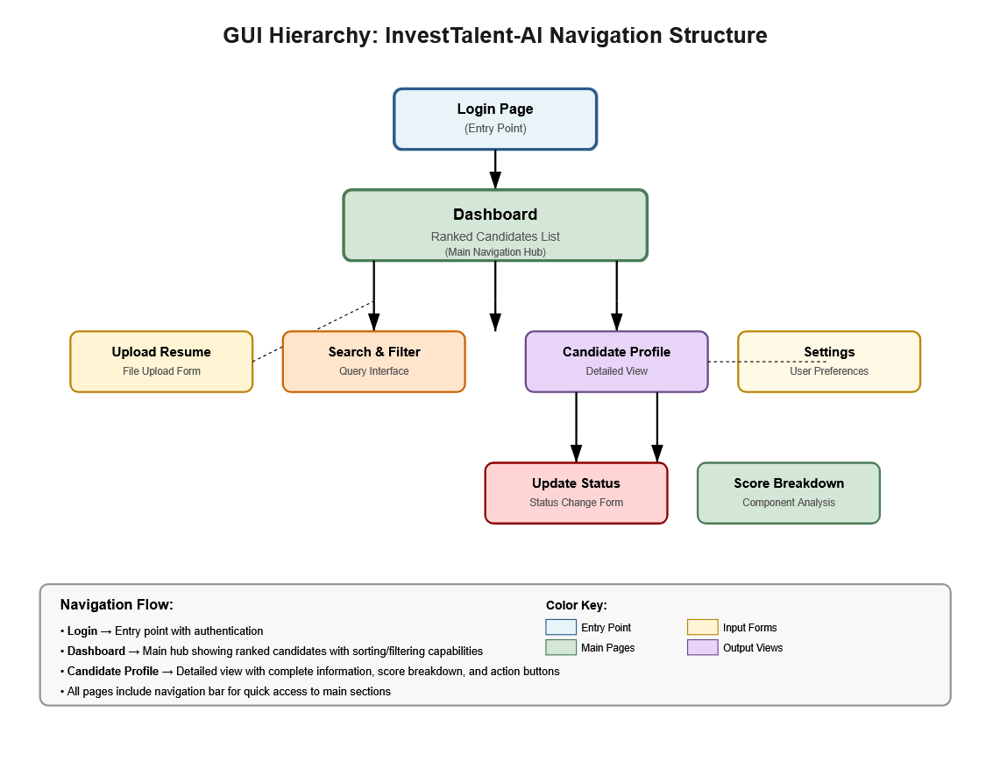 GUI Hierarchy: InvestTalent-AI Navigation Structure
Login Page
(Entry Point)
Dashboard
Ranked Candidates List
(Main Navigation Hub)
Upload Resume
File Upload Form
Search & Filter
Query Interface
Candidate Profile
Detailed View
Settings
User Preferences
Update Status
Status Change Form
Score Breakdown
Component Analysis
Navigation Flow:
• Login → Entry point with authentication
• Dashboard → Main hub showing ranked candidates with sorting/filtering capabilities
• Candidate Profile → Detailed view with complete information, score breakdown, and action buttons
• All pages include navigation bar for quick access to main sections
Color Key:
Entry Point
Input Forms
Main Pages
Output Views